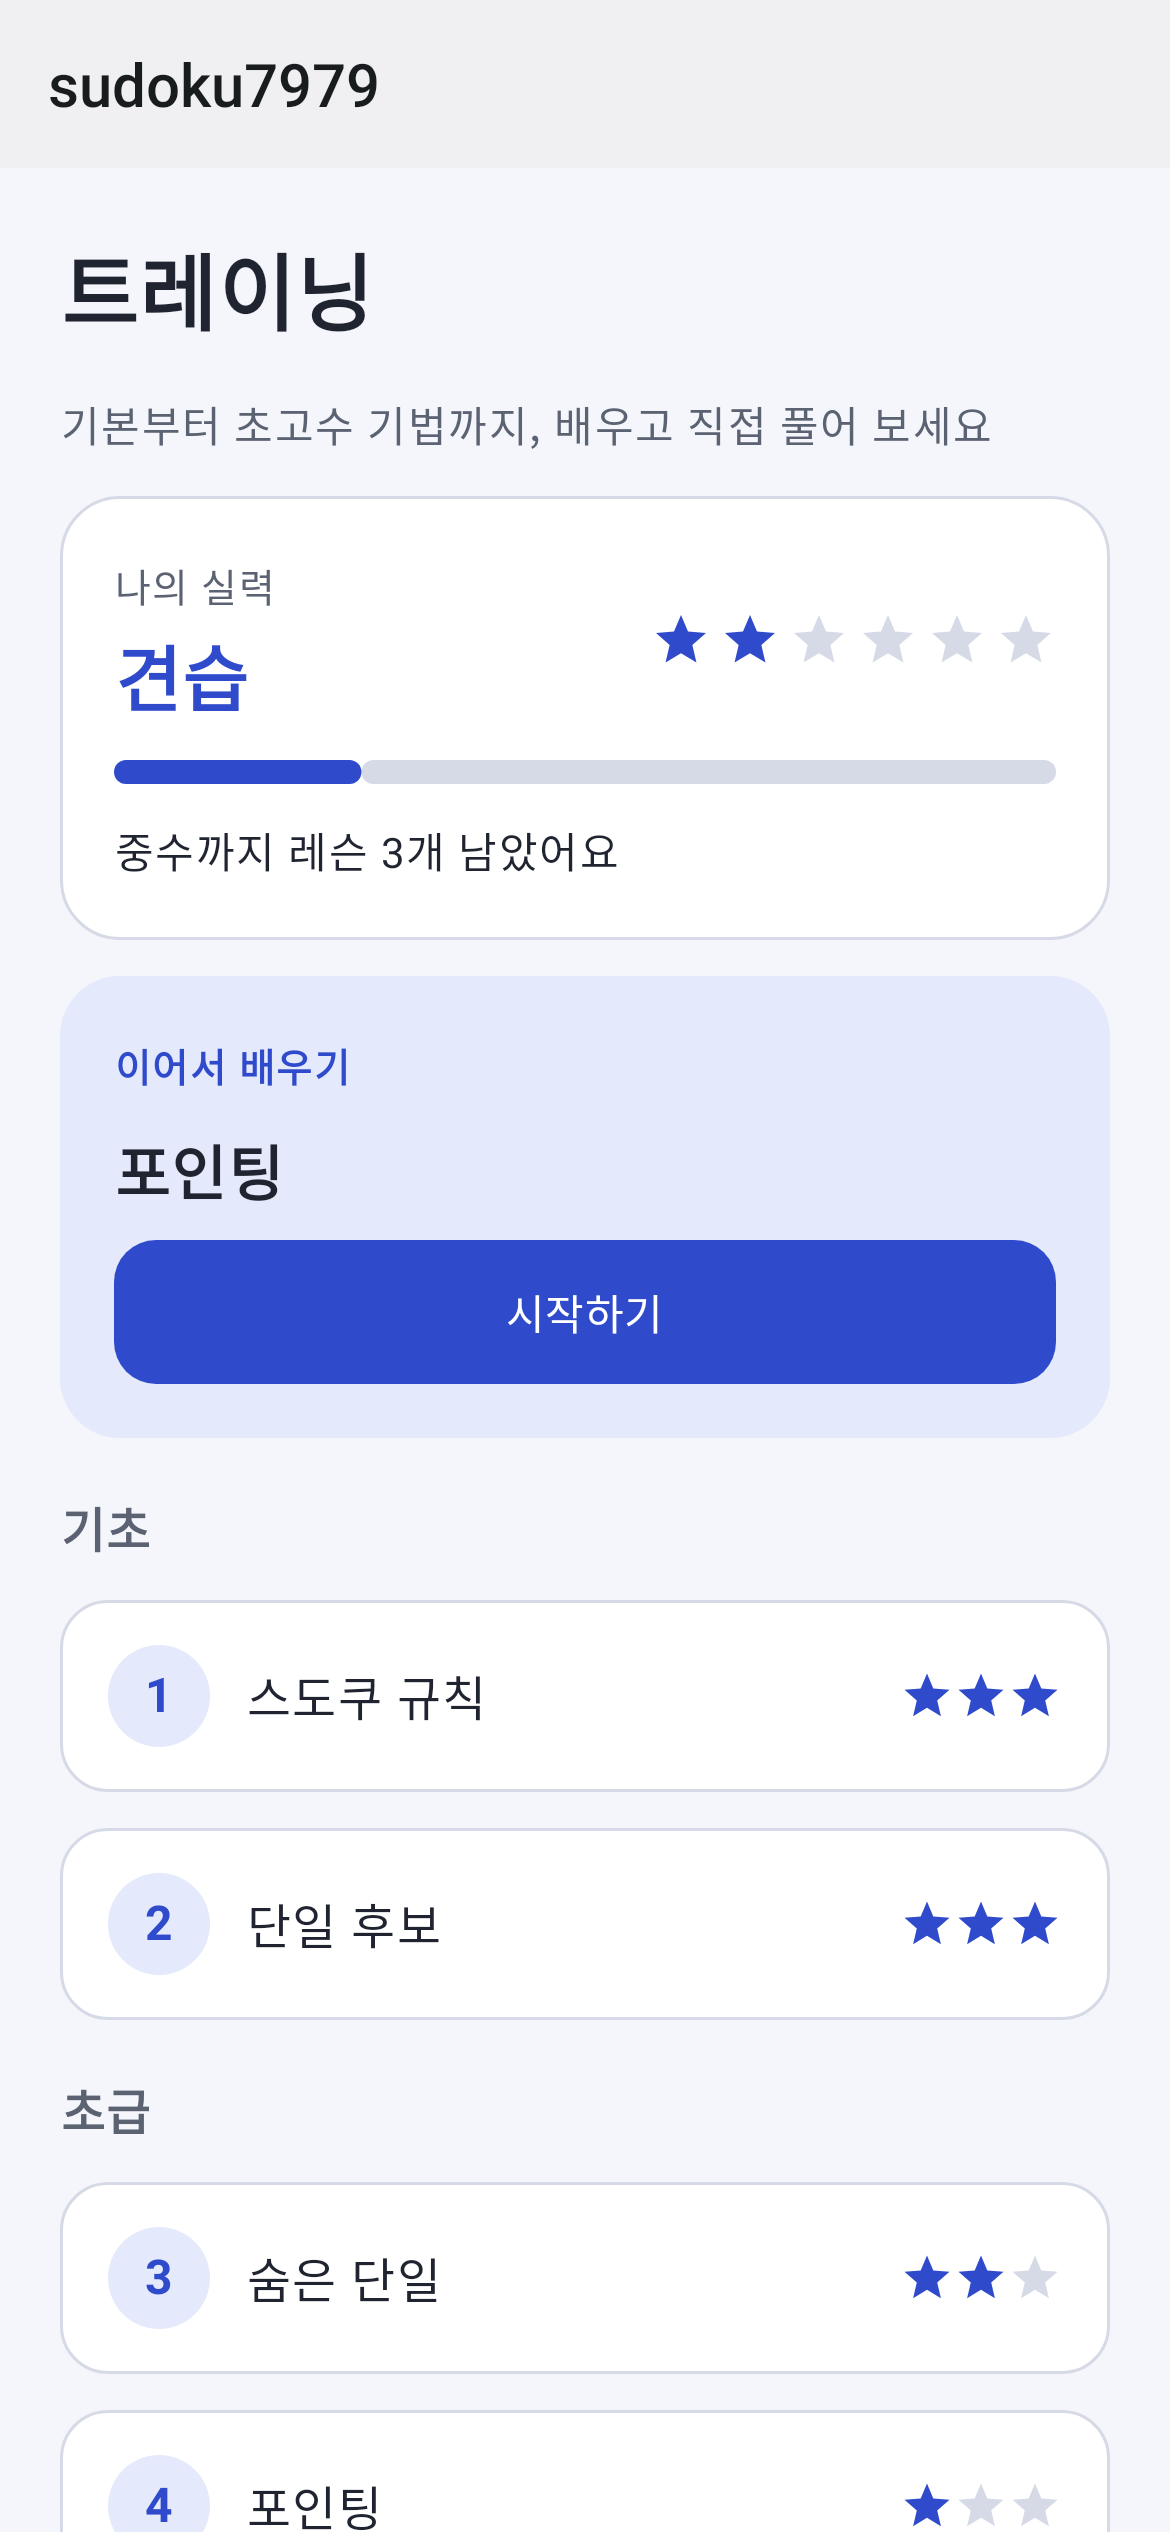 sudoku7979
트레이닝
기본부터 초고수 기법까지, 배우고 직접 풀어 보세요
나의 실력
견습
중수까지 레슨 3개 남았어요
이어서 배우기
포인팅
시작하기
기초
1 스도쿠 규칙
2 단일 후보
초급
3 숨은 단일
4 포인팅